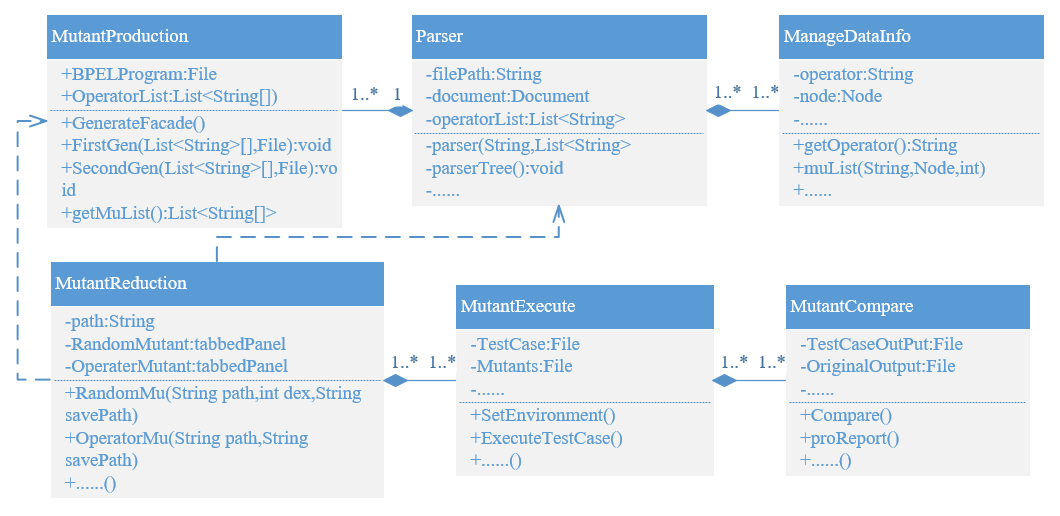 MutantProduction
+BPELProgram:File
+OperatorList:List<String[])
+GenerateFacade()
+FirstGen(List<String>[],File):void
+SecondGen(List<String>[],File):vo
id
+getMuList():List<String[]>
1..*
1
Parser
-filePath:String
-document:Document
-operatorList:List<String>
-parser(String,List<String>
-parserTree():void
-......
1..*
1..*
ManageDataInfo
-operator:String
-node:Node
-......
+getOperator():String
+muList(String,Node,int)
+......
MutantReduction
-path:String
-RandomMutant:tabbedPanel
-OperaterMutant:tabbedPanel
+RandomMu(String path,int dex,String
savePath)
+OperatorMu(String path,String
savePath)
+......()
1..*
1..*
MutantExecute
-TestCase:File
-Mutants:File
-......
+SetEnvironment()
+ExecuteTestCase()
+......()
1..*
1..*
MutantCompare
-TestCaseOutPut:File
-OriginalOutput:File
-......
+Compare()
+proReport()
+......()